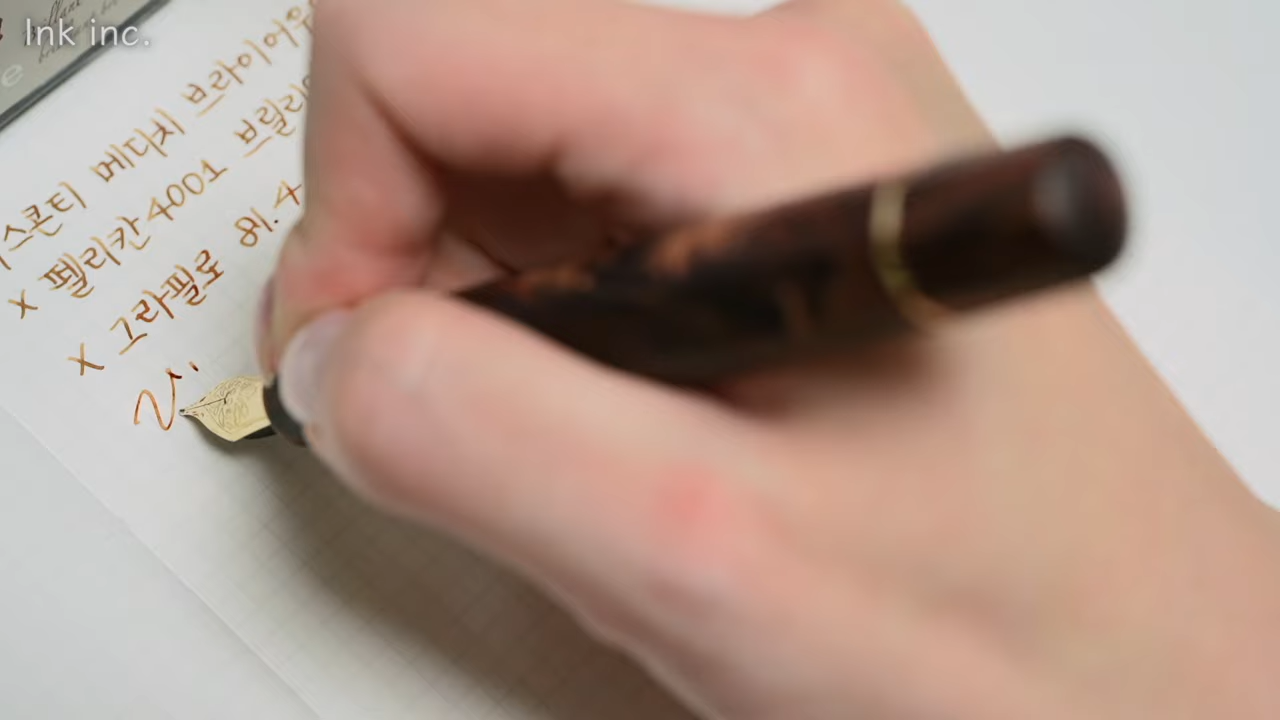 Ink inc.
스콘티 메디치 브라이어우
x 펠리칸 4001 브릴리
x 그라필로 81.4
Vi